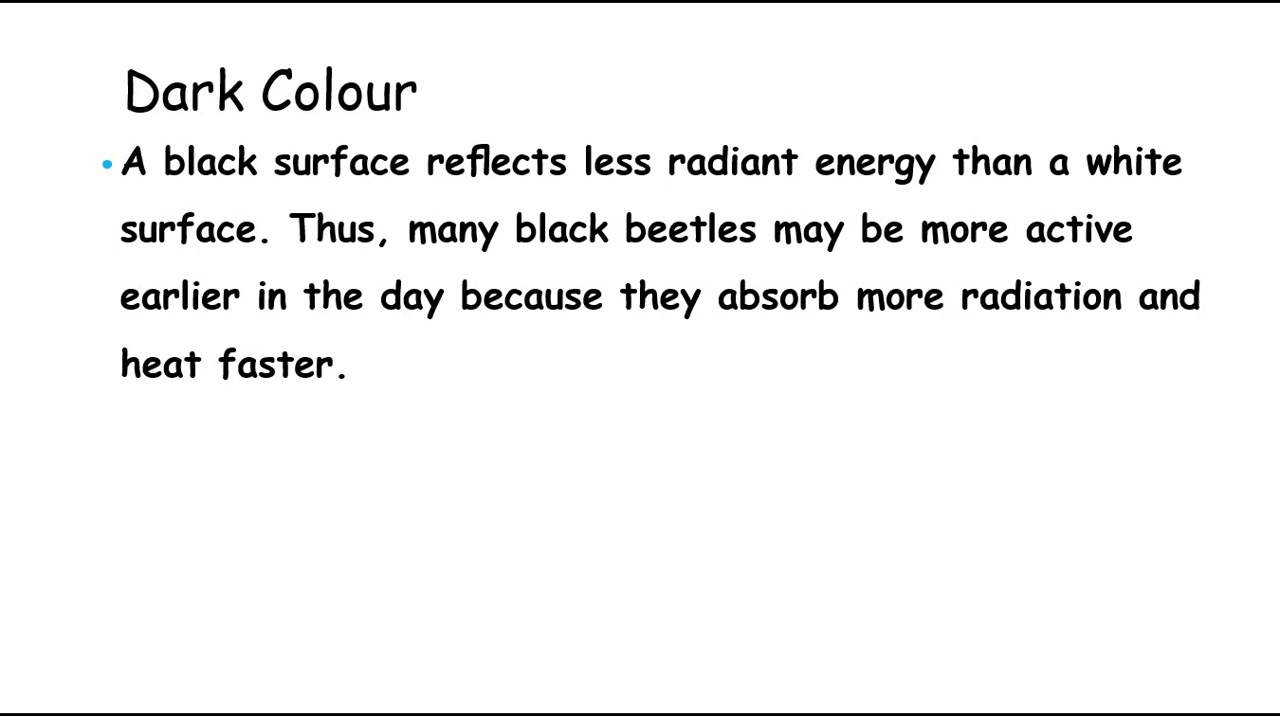 Dark Colour
• A black surface reflects less radiant energy than a white
surface. Thus, many black beetles may be more active
earlier in the day because they absorb more radiation and
heat faster.